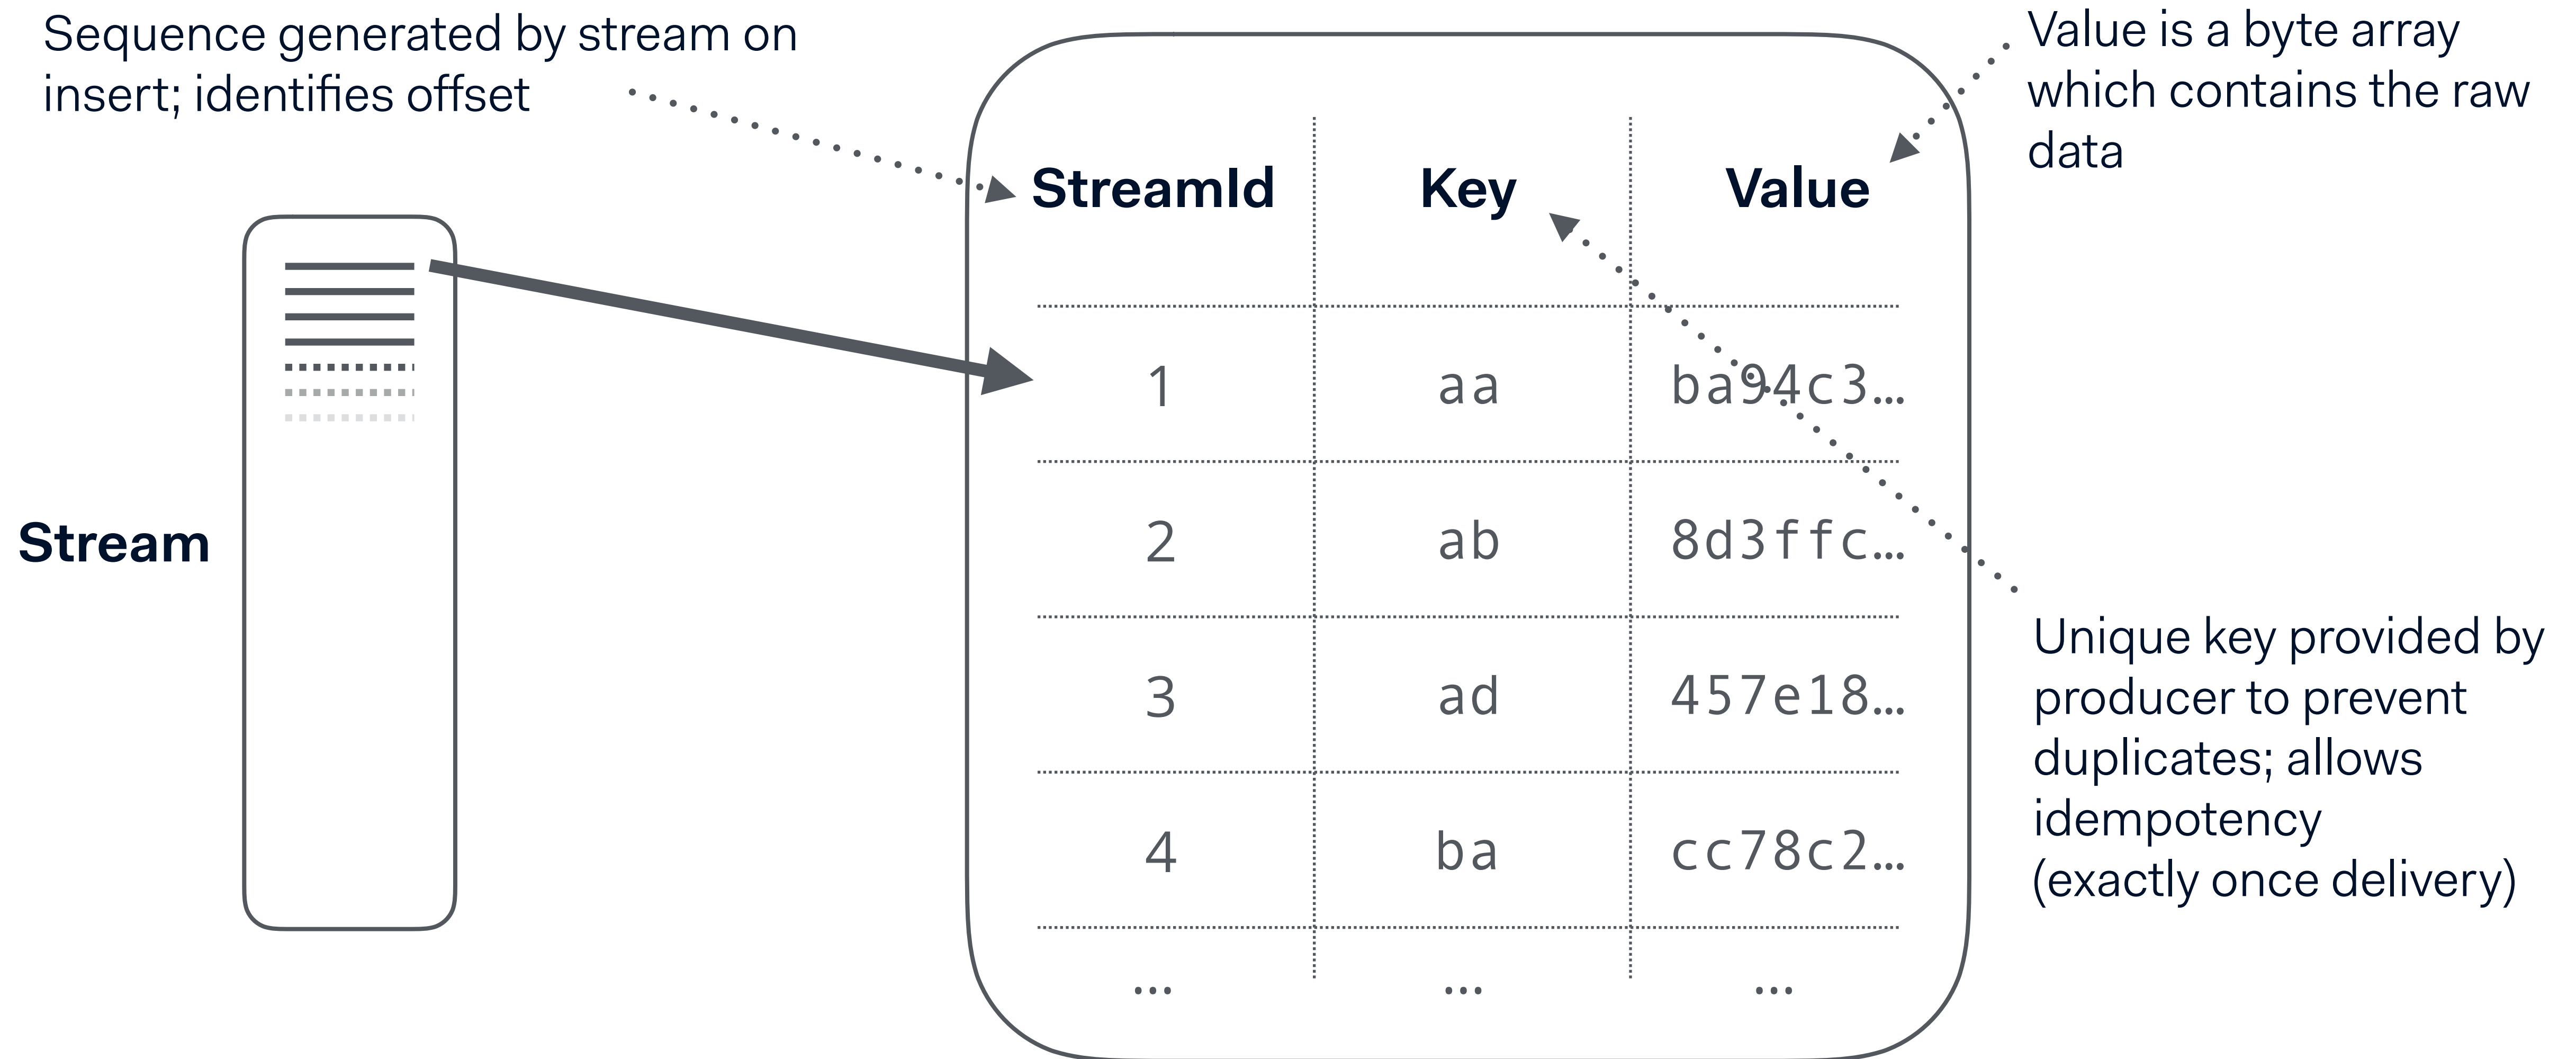 Sequence generated by stream on
insert; identifies offset
Value is a byte array
which contains the raw
data
StreamId Key Value
1 aa ba94c3…
2 ab 8d3ffc…
3 ad 457e18…
4 ba cc78c2…
… … …
Stream
Unique key provided by
producer to prevent
duplicates; allows
idempotency
(exactly once delivery)